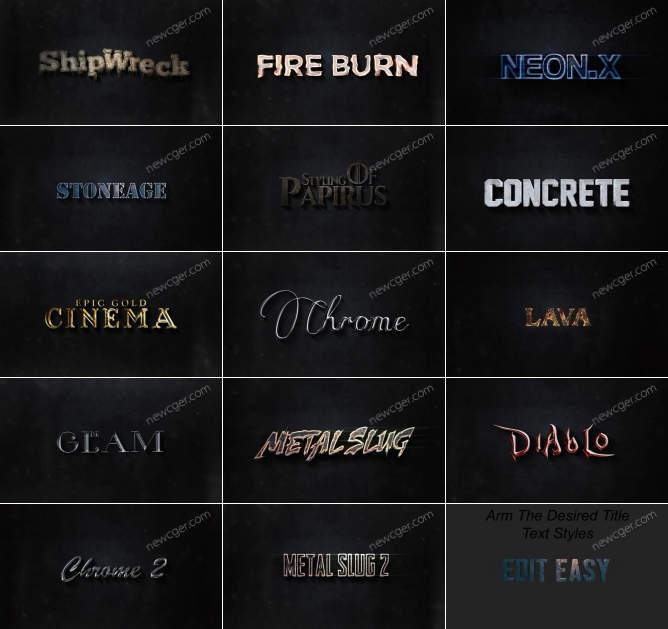 newcger.com
newcger.com
newcger.com
ShipWreck
FIRE BURN
NEON.X
newcger.com
newcger.com
newcger.com
STONEAGE
STYLING OF
PAPIRUS
CONCRETE
newcger.com
newcger.com
newcger.com
EPIC GOLD
CINEMA
Chrome
LAVA
newcger.com
newcger.com
newcger.com
GLAM
METAL SLUG
DIABLO
newcger.com
newcger.com
newcger.com
Chrome 2
METAL SLUG 2
Arm The Desired Title
Text Styles
EDIT EASY